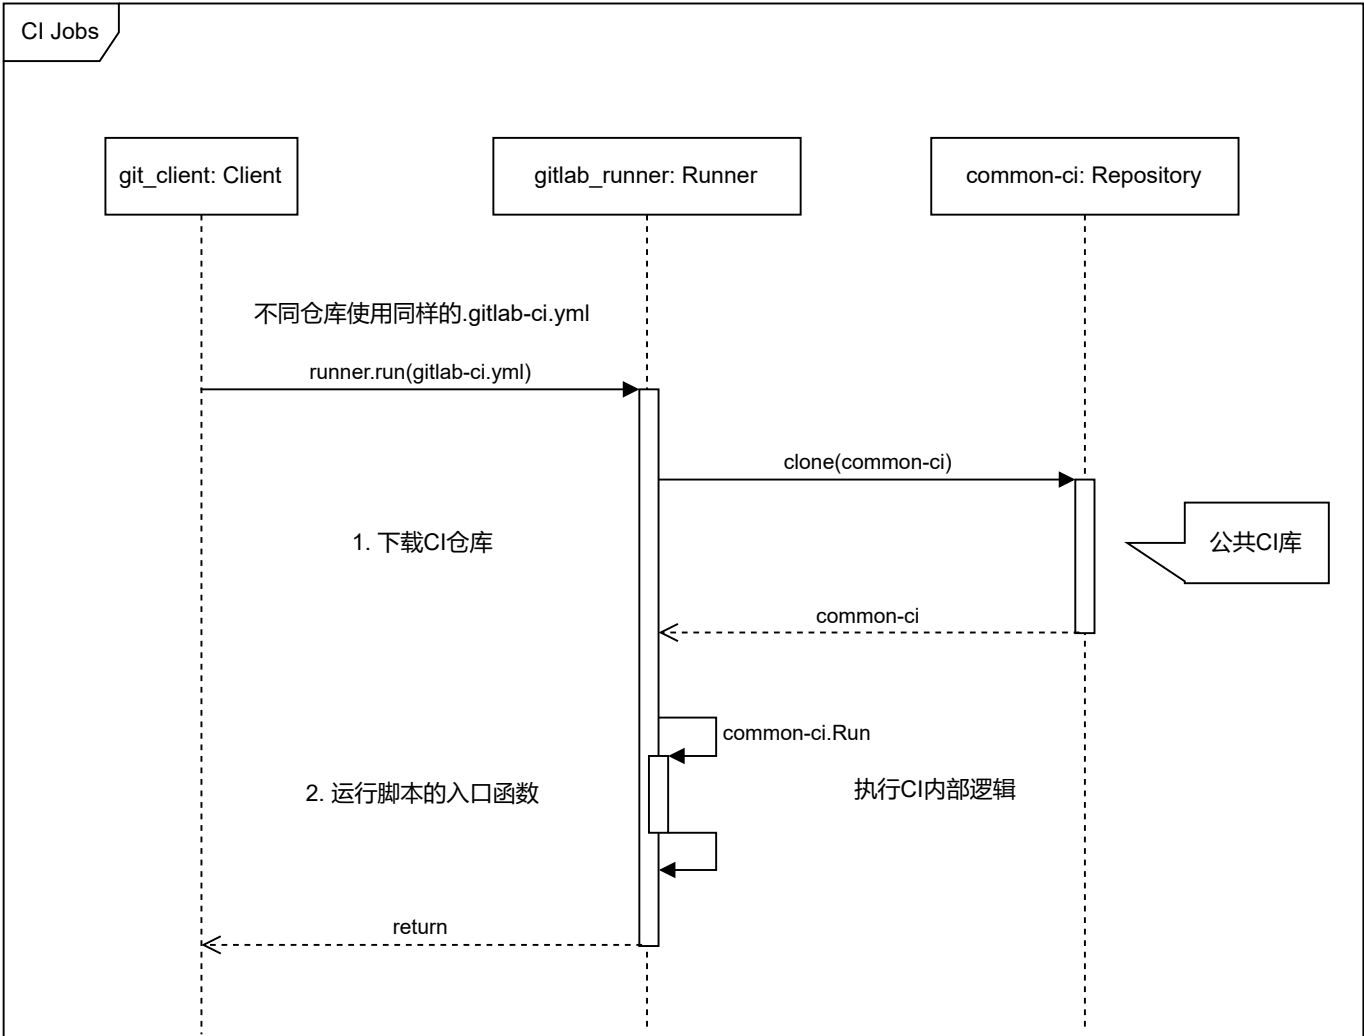 CI Jobs
git_client: Client
gitlab_runner: Runner
common-ci: Repository
不同仓库使用同样的.gitlab-ci.yml
runner.run(gitlab-ci.yml)
clone(common-ci)
1. 下载CI仓库
公共CI库
common-ci
common-ci.Run
2. 运行脚本的入口函数
执行CI内部逻辑
return